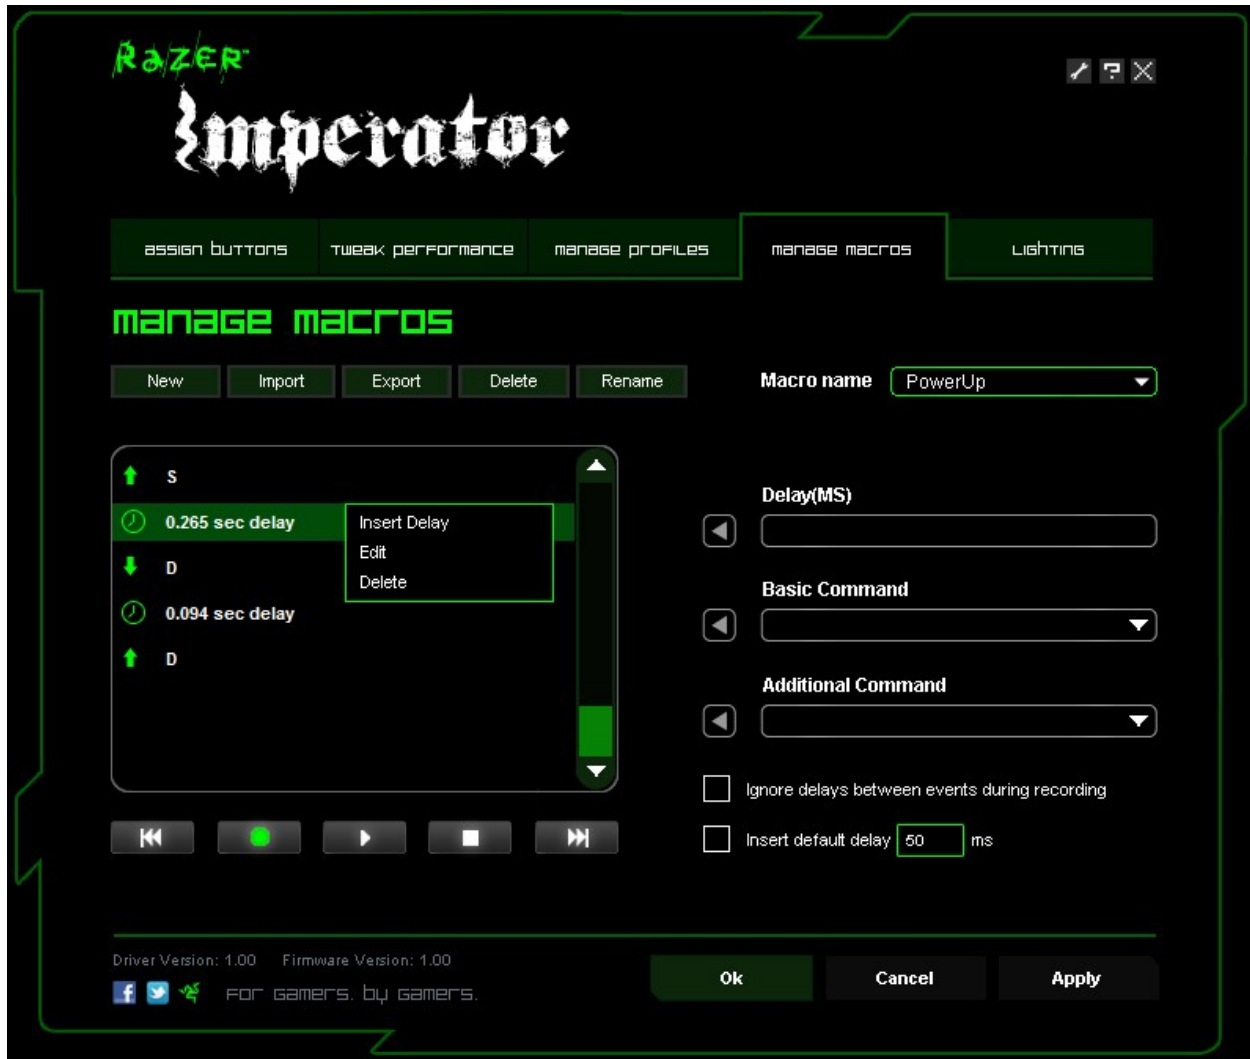 RAZER™
Imperator
assign buttons
tweak performance
manage profiles
manage macros
Lighting
manage macros
New
Import
Export
Delete
Rename
Macro name
PowerUp
S
0.265 sec delay
Insert Delay
Edit
Delete
D
0.094 sec delay
D
Delay(MS)
Basic Command
Additional Command
Ignore delays between events during recording
Insert default delay 50 ms
Driver Version: 1.00 Firmware Version: 1.00
For gamers. by gamers.
Ok
Cancel
Apply